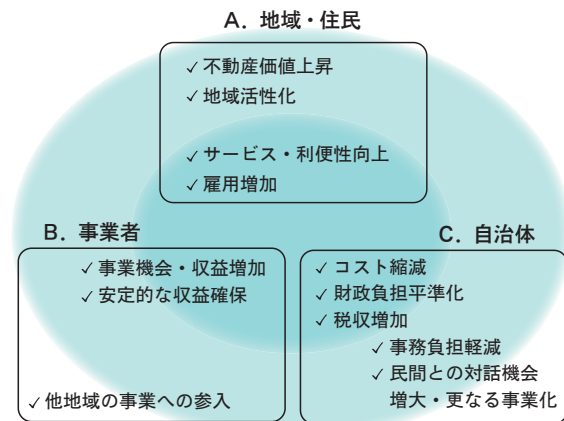 A．地域・住民
✓不動産価値上昇
✓地域活性化
✓サービス・利便性向上
✓雇用増加
B．事業者
✓事業機会・収益増加
✓安定的な収益確保
✓他地域の事業への参入
C．自治体
✓コスト縮減
✓財政負担平準化
✓税収増加
✓事務負担軽減
✓民間との対話機会
増大・更なる事業化